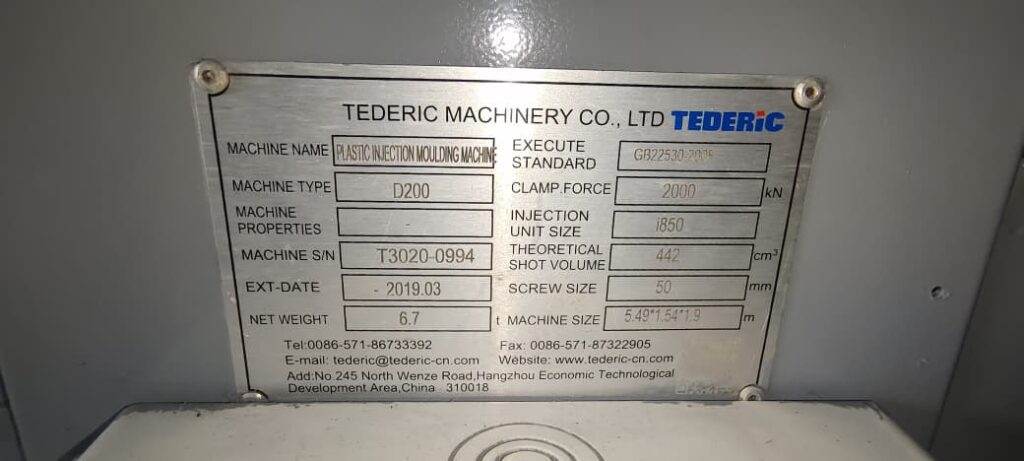 TEDERIC MACHINERY CO., LTD TEDERIC
MACHINE NAME PLASTIC INJECTION MOULDING MACHINE EXECUTE STANDARD GB22530-2008
MACHINE TYPE D200 CLAMP.FORCE 2000 kN
MACHINE PROPERTIES - INJECTION UNIT SIZE i850
MACHINE S/N T3020-0994 THEORETICAL SHOT VOLUME 442 cm³
EXT-DATE - 2019.03 SCREW SIZE 50 mm
NET WEIGHT 6.7 t MACHINE SIZE 5.49*1.54*1.9 m
Tel:0086-571-86733392 Fax: 0086-571-87322905
E-mail: tederic@tederic-cn.com Website: www.tederic-cn.com
Add:No.245 North Wenze Road,Hangzhou Economic Technological
Development Area,China 310018